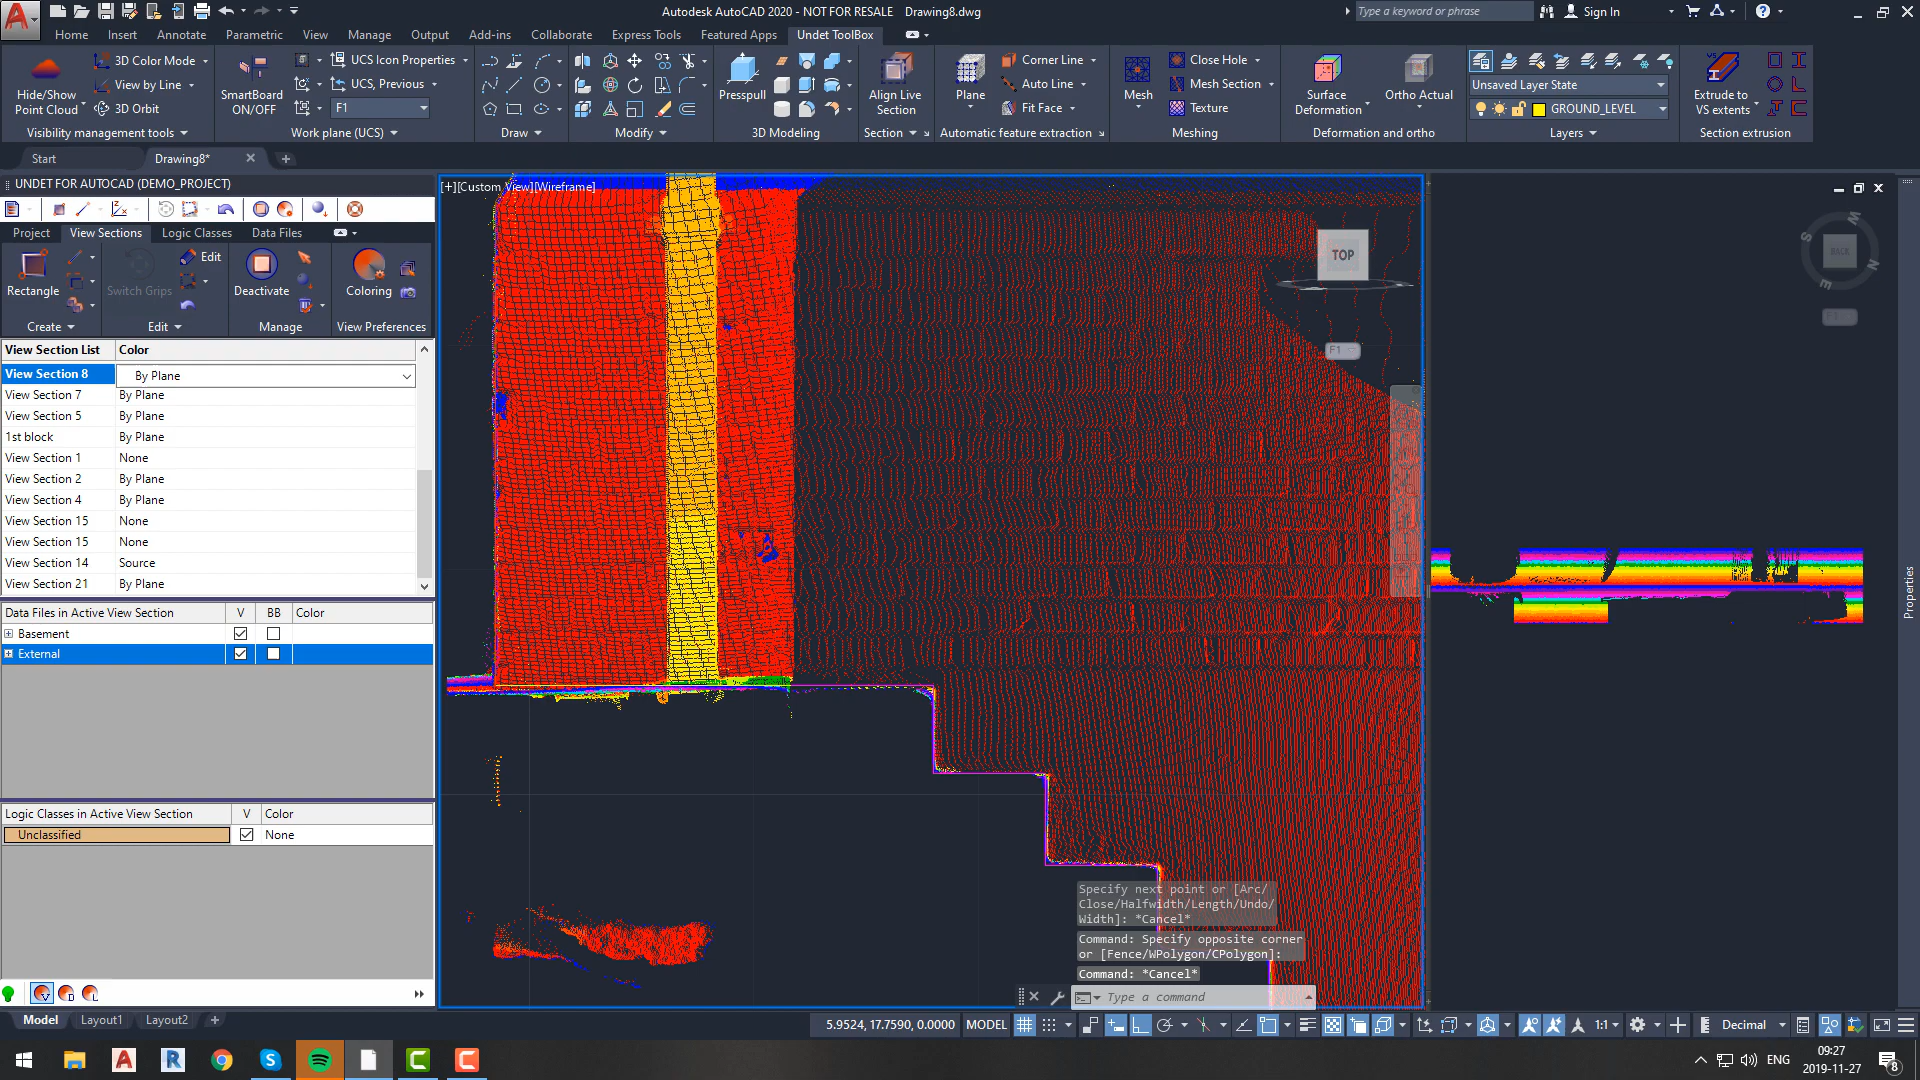 Autodesk AutoCAD 2020 - NOT FOR RESALE Drawing8.dwg
Type a keyword or phrase
Sign In
Home Insert Annotate Parametric View Manage Output Add-ins Collaborate Express Tools Featured Apps Undet ToolBox
Hide/Show Point Cloud
3D Color Mode
View by Line
3D Orbit
Visibility management tools
SmartBoard ON/OFF
UCS Icon Properties
UCS, Previous
F1
Work plane (UCS)
Draw
Modify
Presspull
3D Modeling
Align Live Section
Section
Plane
Corner Line
Auto Line
Fit Face
Automatic feature extraction
Mesh
Close Hole
Mesh Section
Texture
Meshing
Surface Deformation
Ortho Actual
Deformation and ortho
Unsaved Layer State
GROUND_LEVEL
Layers
Extrude to VS extents
Section extrusion
Start
Drawing8*
UNDET FOR AUTOCAD (DEMO_PROJECT)
Project View Sections Logic Classes Data Files
Rectangle
Create
Switch Grips
Edit
Edit
Deactivate
Manage
Coloring
View Preferences
View Section List Color
View Section 8 By Plane
View Section 7 By Plane
View Section 5 By Plane
1st block By Plane
View Section 1 None
View Section 2 By Plane
View Section 4 By Plane
View Section 15 None
View Section 15 None
View Section 14 Source
View Section 21 By Plane
Data Files in Active View Section V BB Color
Basement
External
Logic Classes in Active View Section V Color
Unclassified None
[+][Custom View][Wireframe]
TOP
F1
BACK
Properties
Specify next point or [Arc/
Close/Halfwidth/Length/Undo/
Width]: *Cancel*
Command: Specify opposite corner
or [Fence/WPolygon/CPolygon]:
Command: *Cancel*
Type a command
Model Layout1 Layout2
5.9524, 17.7590, 0.0000 MODEL
1:1
Decimal
ENG
09:27
2019-11-27
8